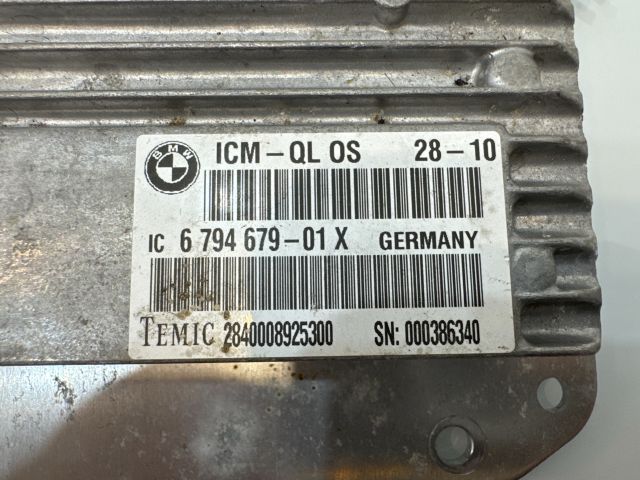 BMW
ICM-QL OS 28-10
IC 6 794 679-01 X GERMANY
TEMIC 2840008925300 SN: 000386340